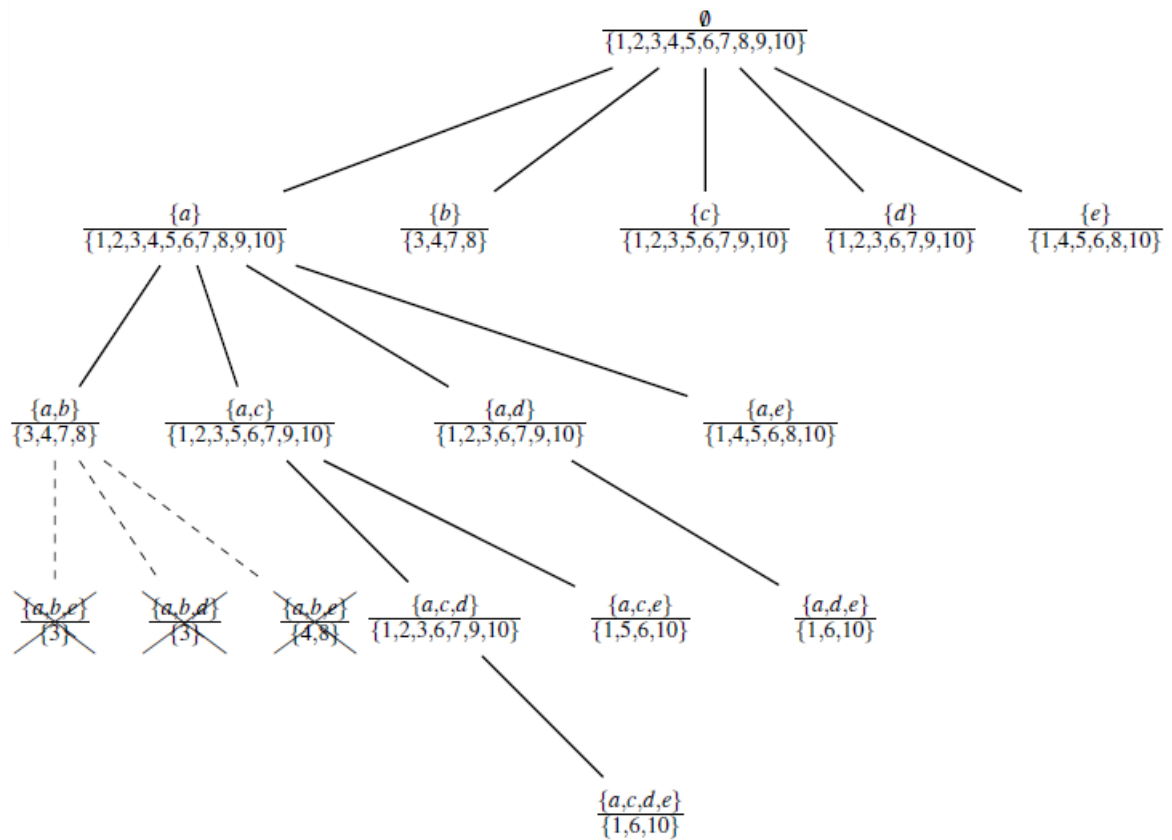 ∅
{1,2,3,4,5,6,7,8,9,10}
{a}
{1,2,3,4,5,6,7,8,9,10}
{b}
{3,4,7,8}
{c}
{1,2,3,5,6,7,9,10}
{d}
{1,2,3,6,7,9,10}
{e}
{1,4,5,6,8,10}
{a,b}
{3,4,7,8}
{a,c}
{1,2,3,5,6,7,9,10}
{a,d}
{1,2,3,6,7,9,10}
{a,e}
{1,4,5,6,8,10}
{a,b,c}
{3}
{a,b,d}
{3}
{a,b,e}
{4,8}
{a,c,d}
{1,2,3,6,7,9,10}
{a,c,e}
{1,5,6,10}
{a,d,e}
{1,6,10}
{a,c,d,e}
{1,6,10}